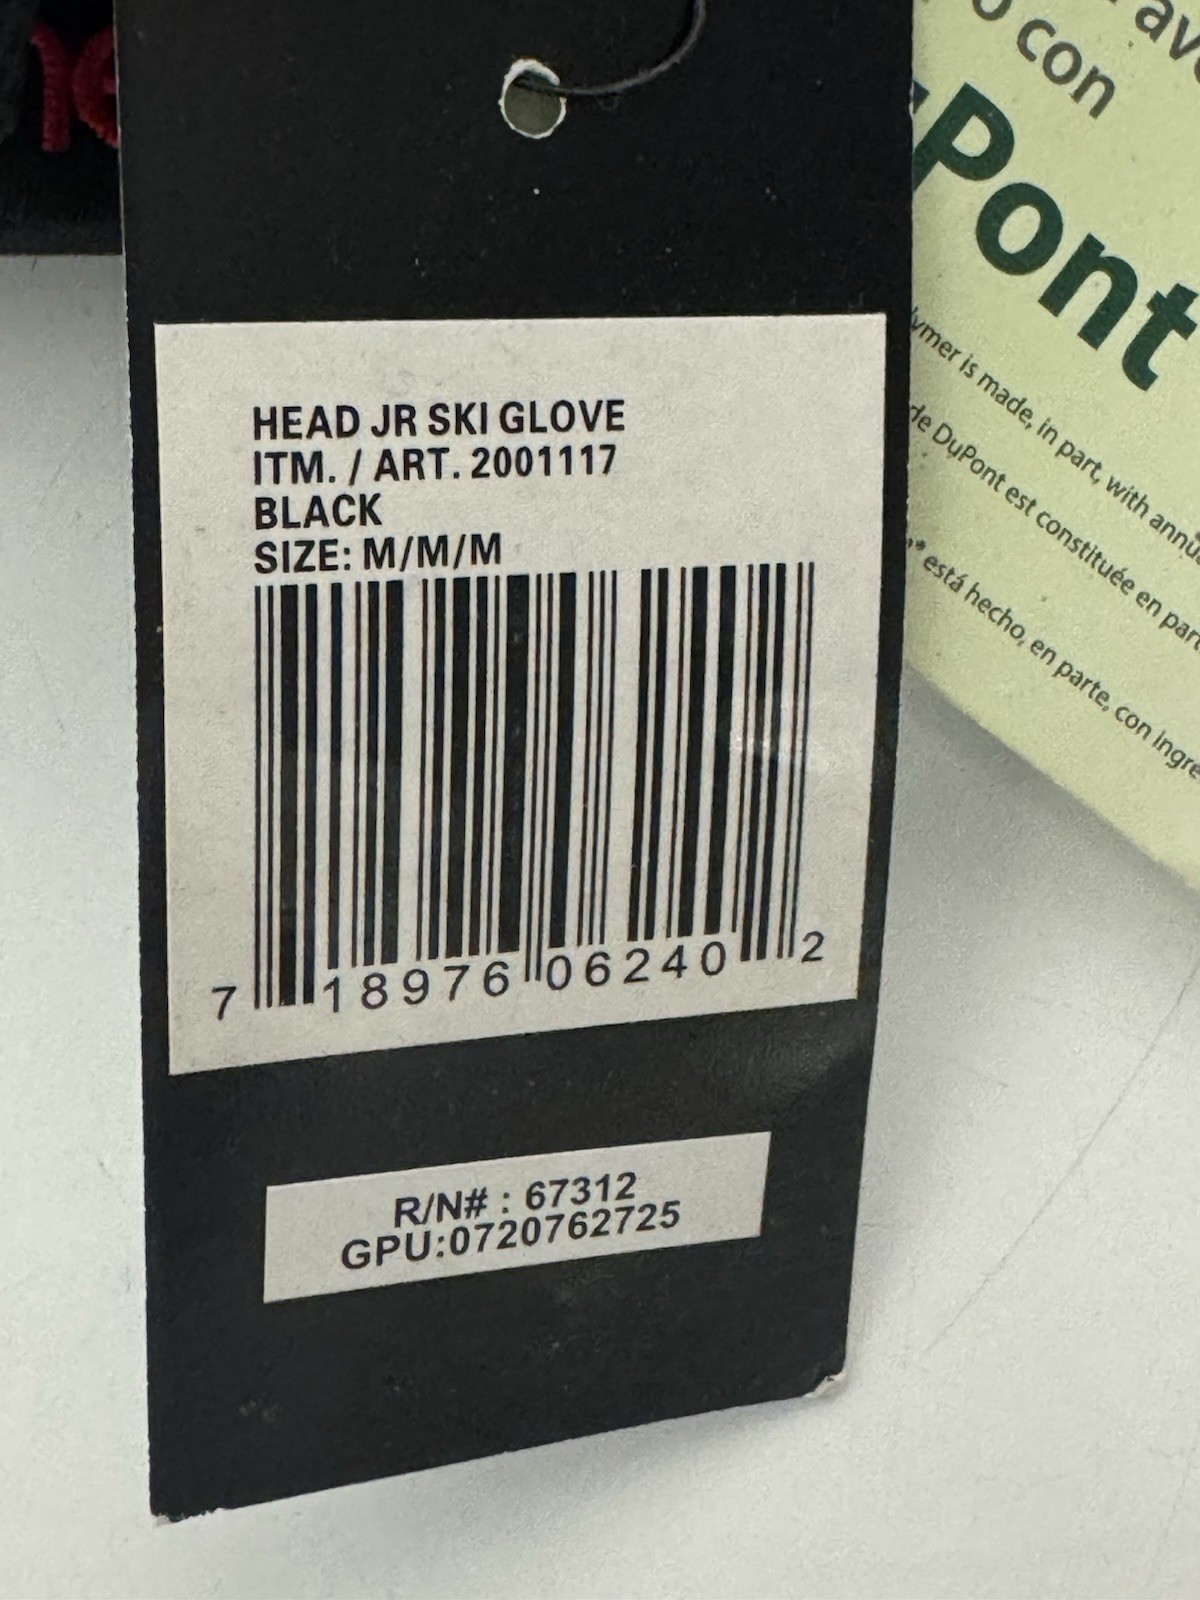 HEAD JR SKI GLOVE
ITM. / ART. 2001117
BLACK
SIZE: M/M/M
7 18976 06240 2
R/N# : 67312
GPU:0720762725
con
Pont
is made, in part, with
de DuPont est constituée en
está hecho, en parte, con